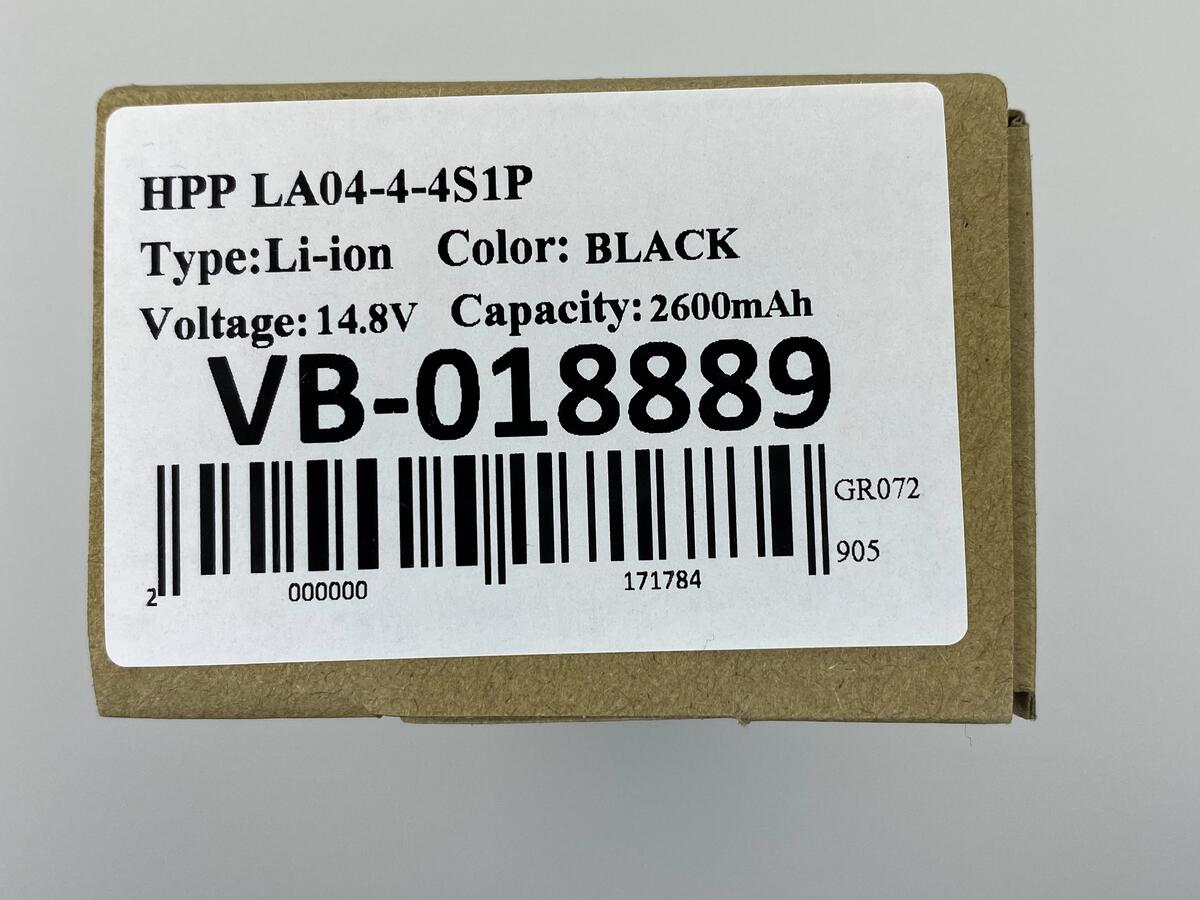 HPP LA04-4-4S1P
Type:Li-ion Color: BLACK
Voltage: 14.8V Capacity: 2600mAh
VB-018889
GR072
905
2 000000 171784